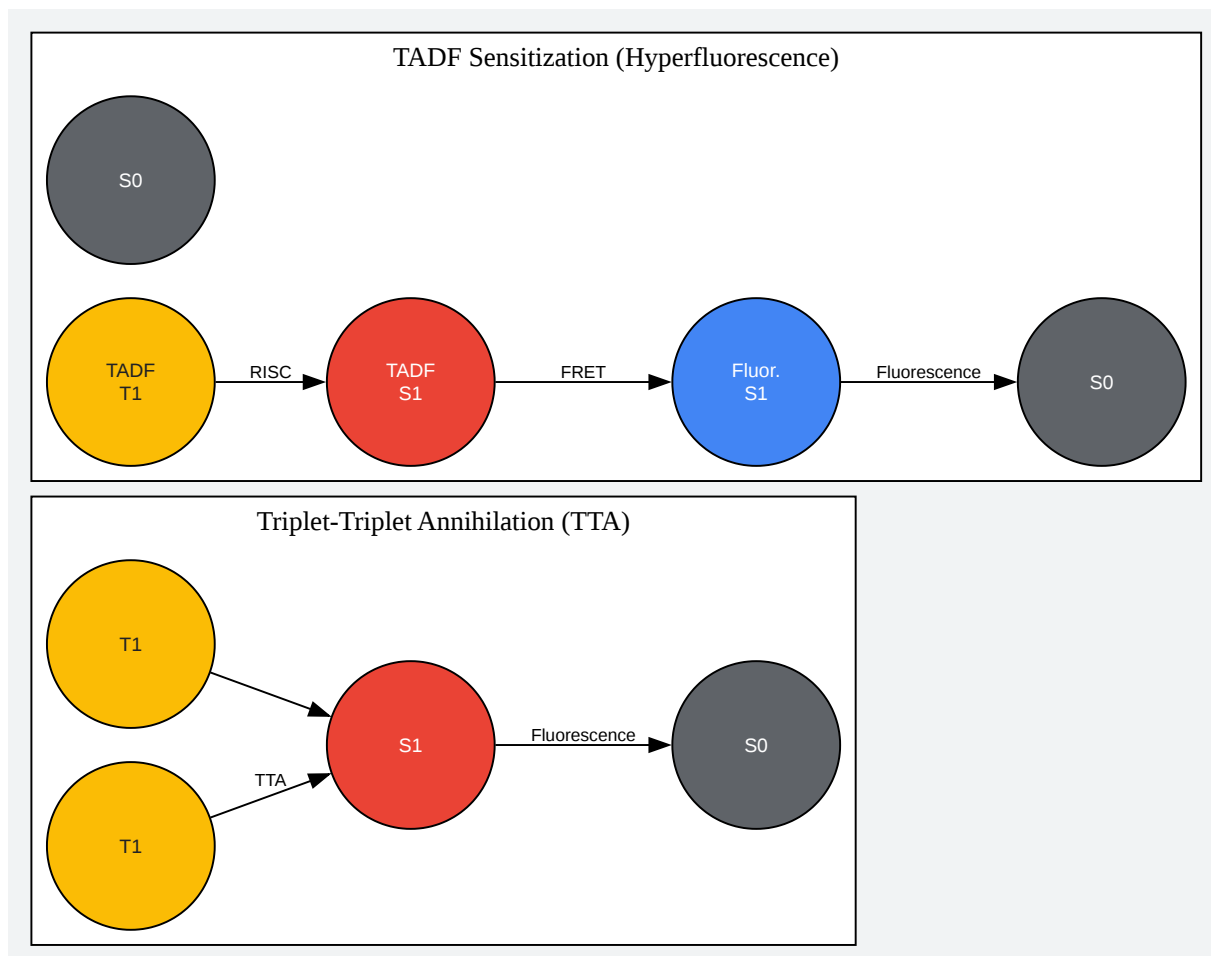 TADF Sensitization (Hyperfluorescence)
S0
TADF
T1
RISC
TADF
S1
FRET
Fluor.
S1
Fluorescence
S0
Triplet-Triplet Annihilation (TTA)
T1
T1
TTA
S1
Fluorescence
S0